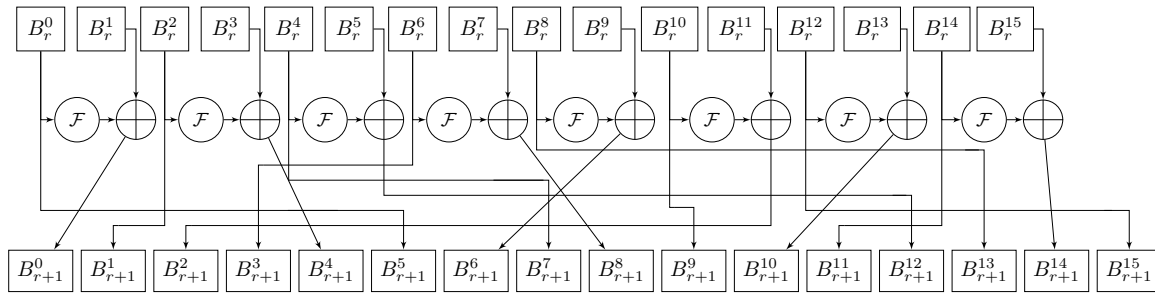 B_r^0 B_r^1 B_r^2 B_r^3 B_r^4 B_r^5 B_r^6 B_r^7 B_r^8 B_r^9 B_r^{10} B_r^{11} B_r^{12} B_r^{13} B_r^{14} B_r^{15}
F F F F F F F F
B_{r+1}^0 B_{r+1}^1 B_{r+1}^2 B_{r+1}^3 B_{r+1}^4 B_{r+1}^5 B_{r+1}^6 B_{r+1}^7 B_{r+1}^8 B_{r+1}^9 B_{r+1}^{10} B_{r+1}^{11} B_{r+1}^{12} B_{r+1}^{13} B_{r+1}^{14} B_{r+1}^{15}